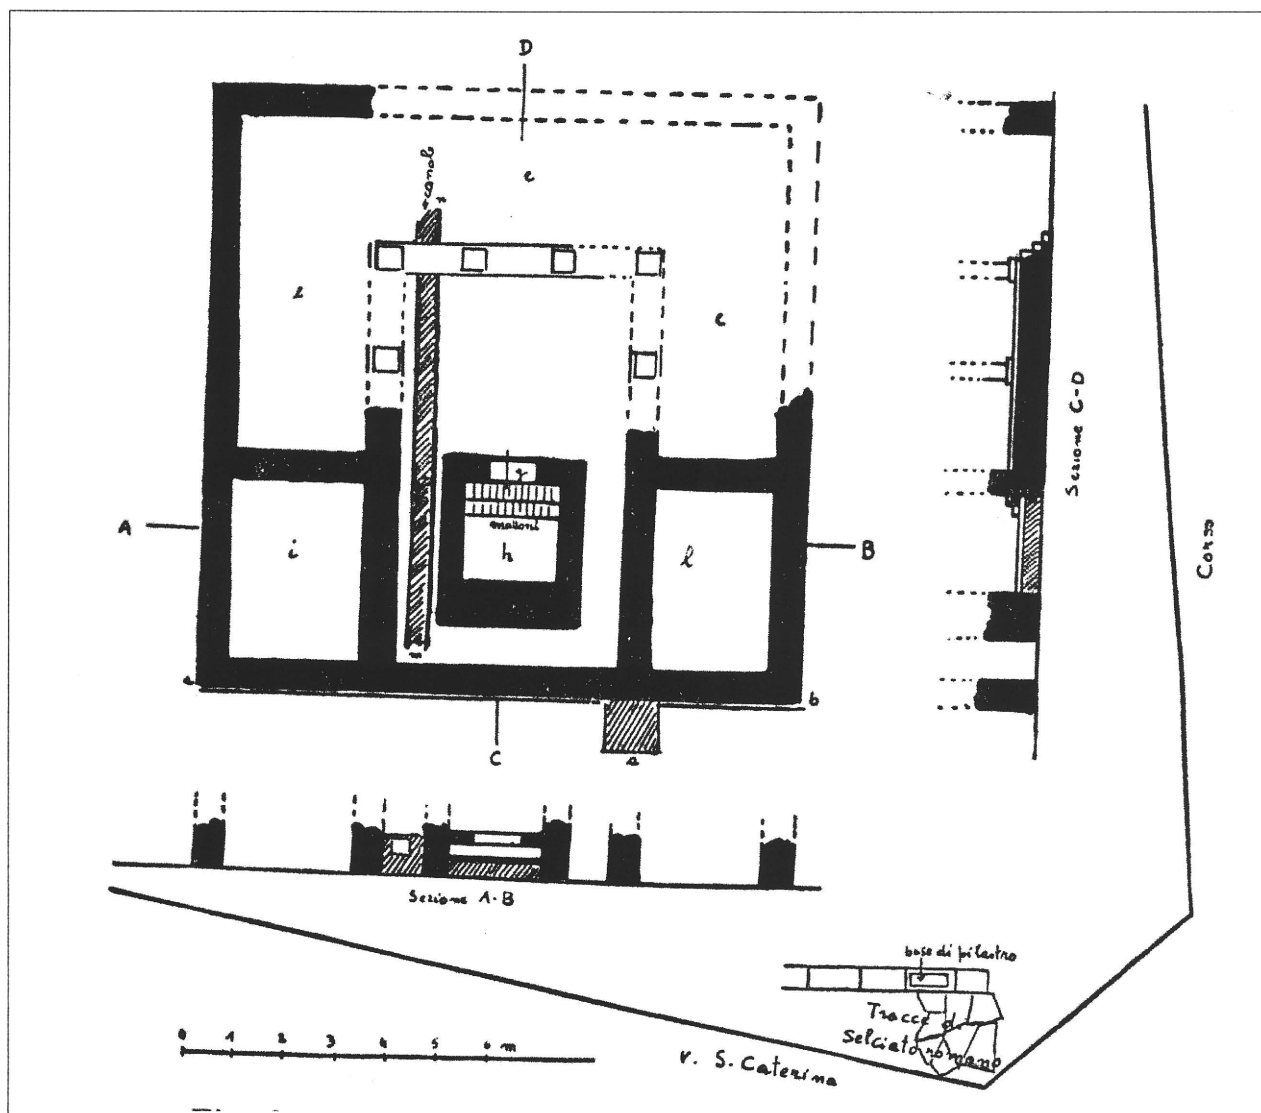 D
canale
n
e
e
e
A
i
g
mattoni
h
l
B
m
a
b
C
a
Sezione C-D
Corso
Sezione A-B
base di pilastro
Tracce di
Selciato romano
0 1 2 3 4 5 6 m
v. S. Caterina